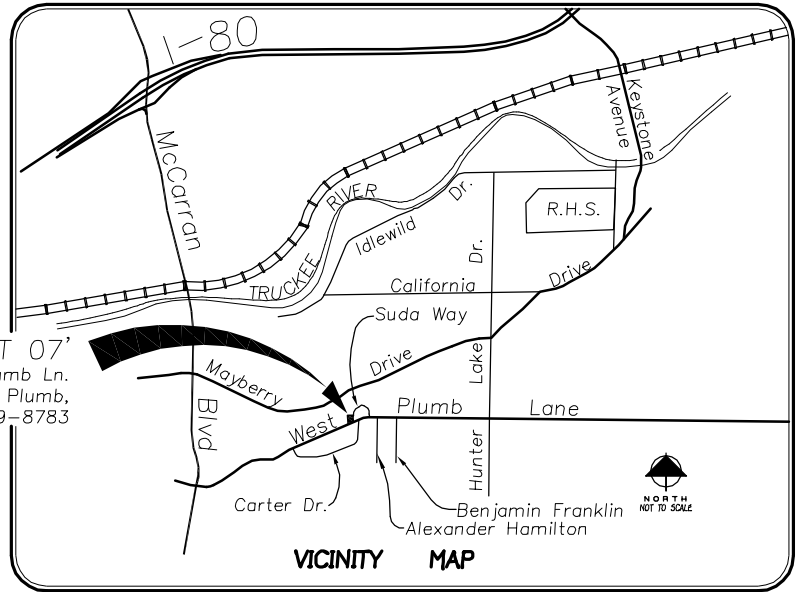 I-80
Keystone
Avenue
McCarran
RIVER
Dr.
R.H.S.
Idlewild
Dr.
TRUCKEE
California
Drive
Suda Way
T 07'
mb Ln.
Plumb,
9-8783
Mayberry
Drive
Lake
Blvd
West
Plumb Lane
Hunter
Carter Dr.
Benjamin Franklin
Alexander Hamilton
NORTH
NOT TO SCALE
VICINITY MAP